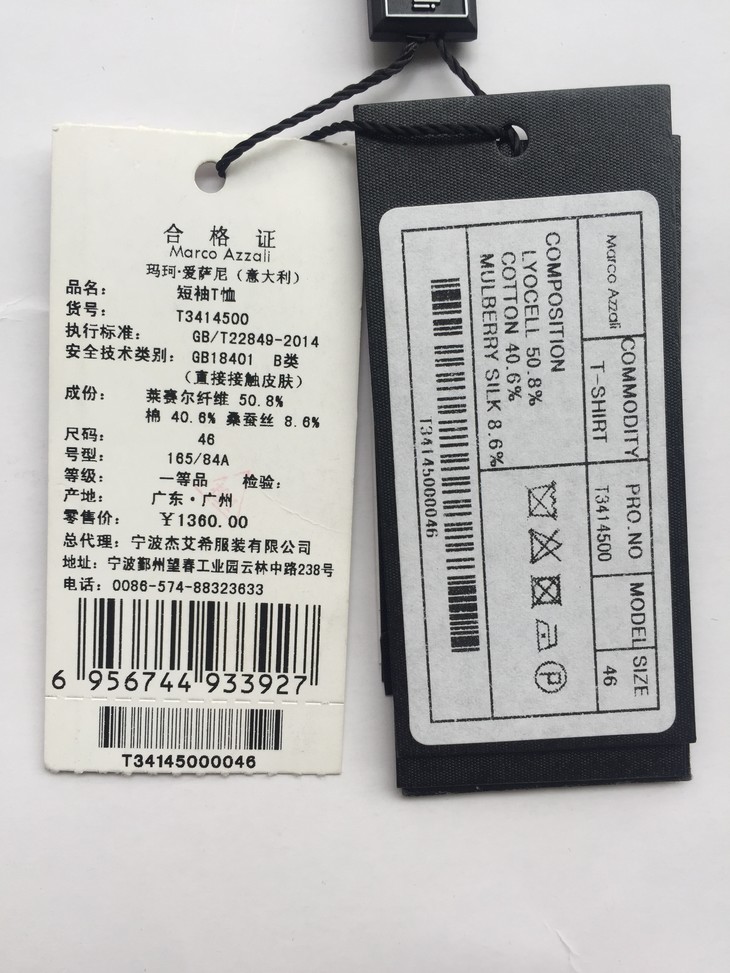 合格证
Marco Azzali
玛珂·爱萨尼（意大利）
品名： 短袖T恤
货号： T3414500
执行标准： GB/T22849-2014
安全技术类别： GB18401 B类
（直接接触皮肤）
成份： 莱赛尔纤维 50.8%
棉 40.6% 桑蚕丝 8.6%
尺码： 46
号型： 165/84A
等级： 一等品 检验：
产地： 广东·广州
零售价： ￥1360.00
总代理：宁波杰艾希服装有限公司
地址：宁波鄞州望春工业园云林中路238号
电话：0086-574-88323633
6 956744 933927
T34145000046
Marco Azzali
COMMODITY
T-SHIRT
PRO.NO
T3414500
MODEL SIZE
46
COMPOSITION
LYOCELL 50.8%
COTTON 40.6%
MULBERRY SILK 8.6%
P
T34145000046